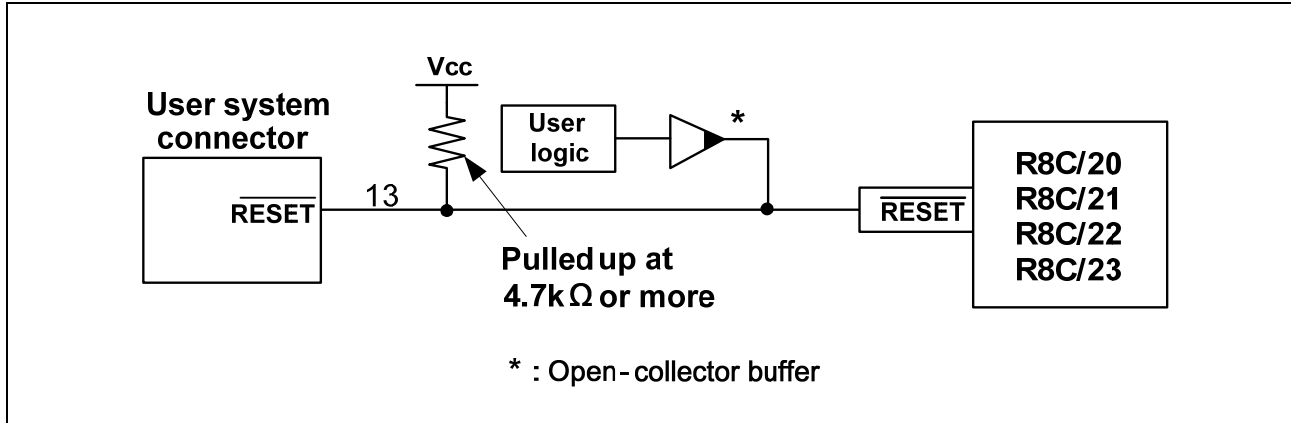 Vcc
User system
connector
User
logic
*
RESET
13
RESET
R8C/20
R8C/21
R8C/22
R8C/23
Pulled up at
4.7kΩ or more
* : Open-collector buffer